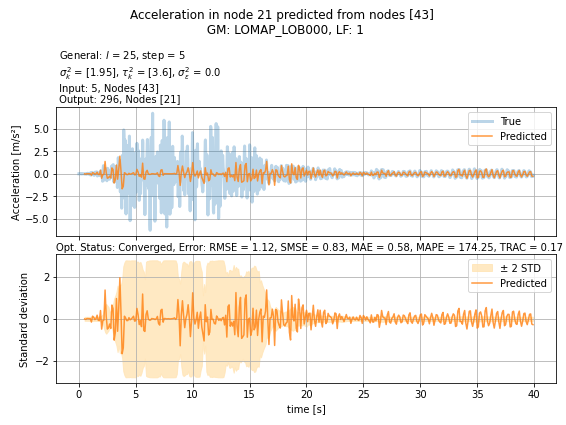 Acceleration in node 21 predicted from nodes [43]
GM: LOMAP_LOB000, LF: 1
General: l = 25, step = 5
σ²ₖ = [1.95], τ²ₖ = [3.6], σ²ε = 0.0
Input: 5, Nodes [43]
Output: 296, Nodes [21]
True
Predicted
Acceleration [m/s²]
5.0
2.5
0.0
−2.5
−5.0
Opt. Status: Converged, Error: RMSE = 1.12, SMSE = 0.83, MAE = 0.58, MAPE = 174.25, TRAC = 0.17
± 2 STD
Predicted
Standard deviation
2
0
−2
0 5 10 15 20 25 30 35 40
time [s]